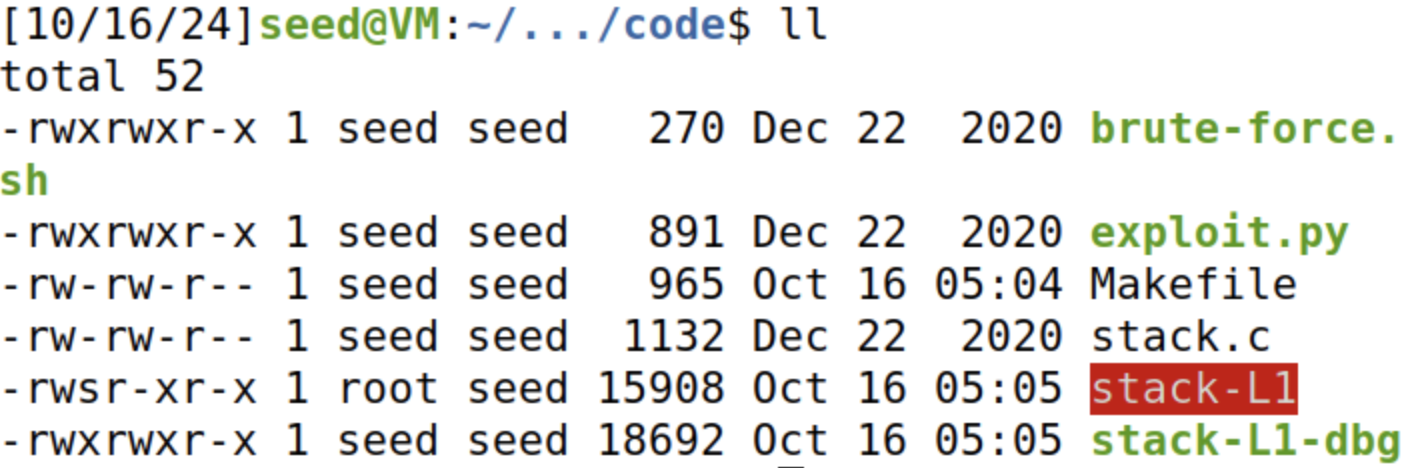 [10/16/24]seed@VM:~/.../code$ ll
total 52
-rwxrwxr-x 1 seed seed   270 Dec 22  2020 brute-force.
sh
-rwxrwxr-x 1 seed seed   891 Dec 22  2020 exploit.py
-rw-rw-r-- 1 seed seed   965 Oct 16 05:04 Makefile
-rw-rw-r-- 1 seed seed  1132 Dec 22  2020 stack.c
-rwsr-xr-x 1 root seed 15908 Oct 16 05:05 stack-L1
-rwxrwxr-x 1 seed seed 18692 Oct 16 05:05 stack-L1-dbg